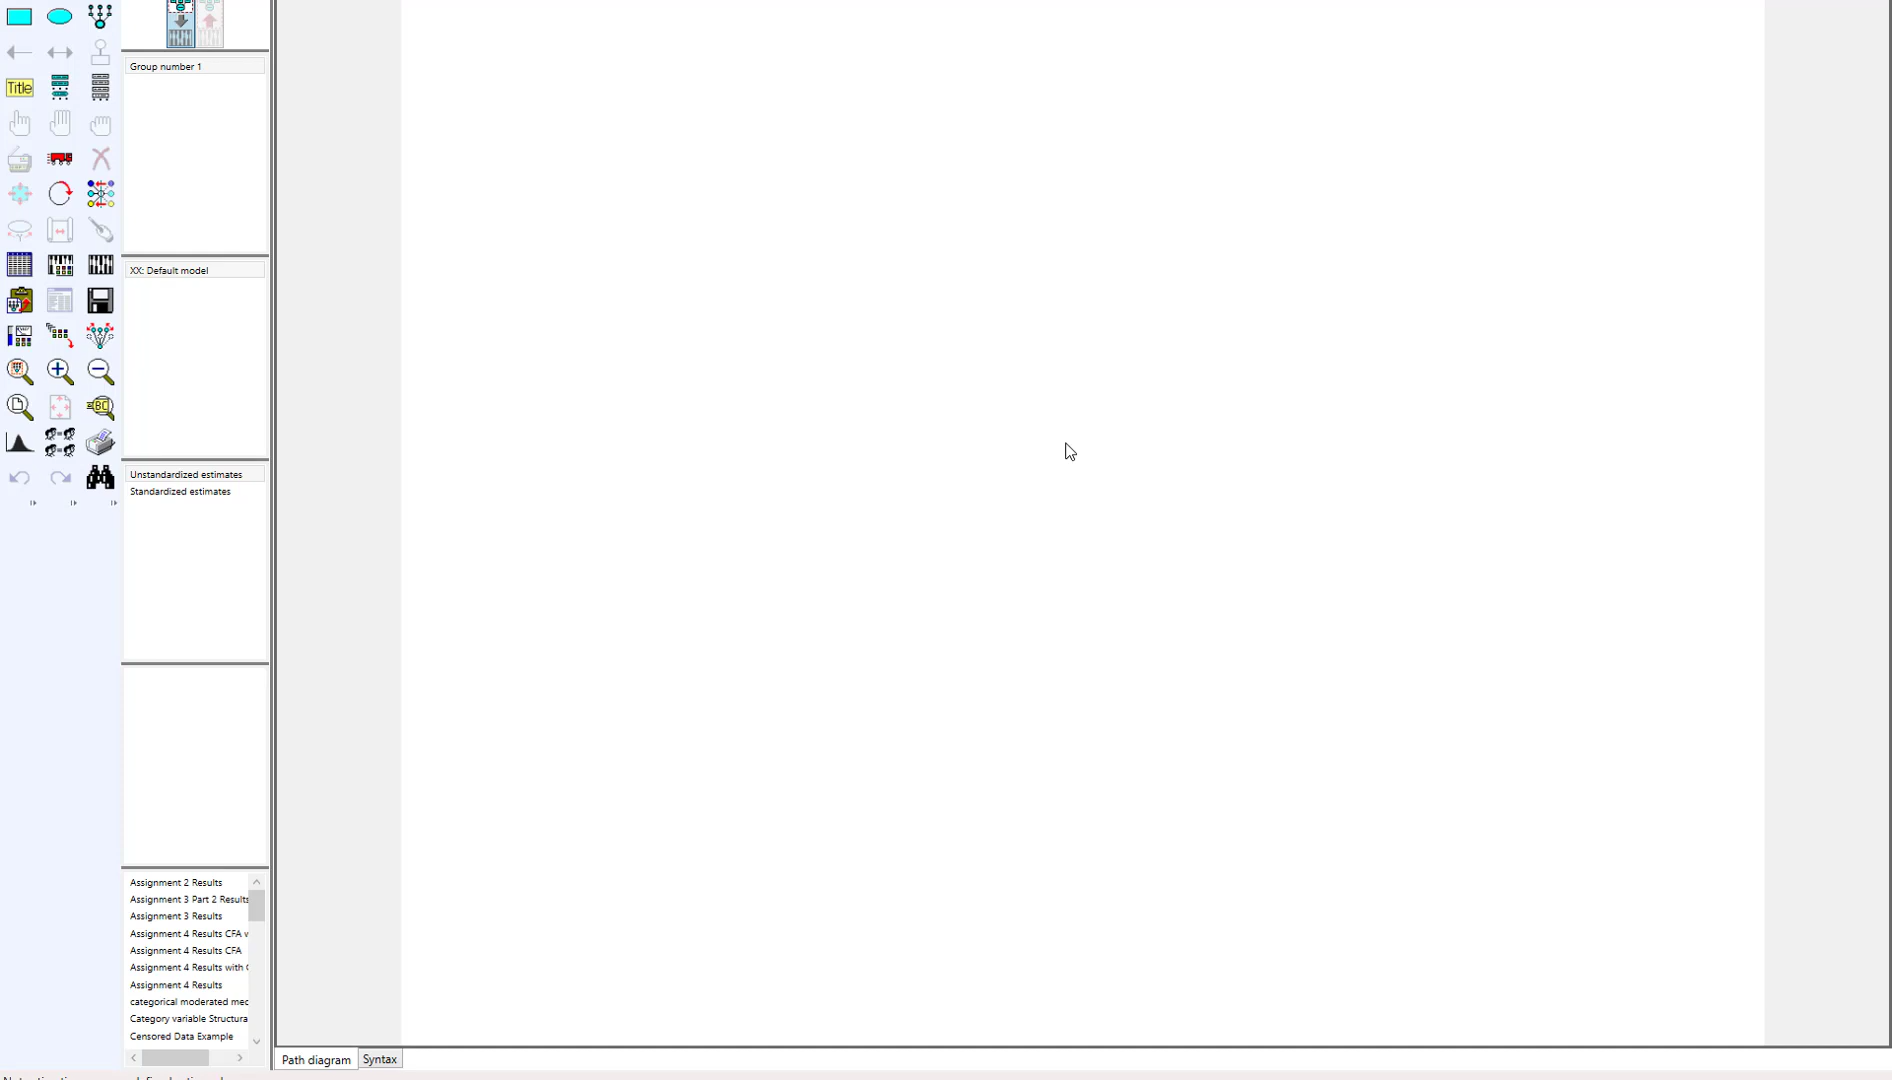 Title
Group number 1
XX: Default model
Unstandardized estimates
Standardized estimates
Assignment 2 Results
Assignment 3 Part 2 Results
Assignment 3 Results
Assignment 4 Results CFA
Assignment 4 Results CFA
Assignment 4 Results with
Assignment 4 Results
categorical moderated
Category variable
Censored Data Example
Path diagram
Syntax